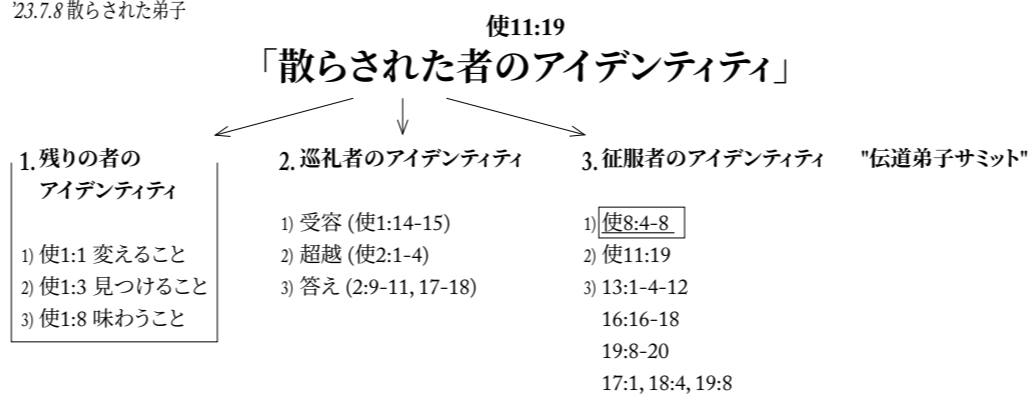 '23.7.8 散らされた弟子
使11:19
「散らされた者のアイデンティティ」
1. 残りの者の
アイデンティティ
1) 使1:1 変えること
2) 使1:3 見つけること
3) 使1:8 味わうこと
2. 巡礼者のアイデンティティ
1) 受容 (使1:14-15)
2) 超越 (使2:1-4)
3) 答え (2:9-11, 17-18)
3. 征服者のアイデンティティ
1) 使8:4-8
2) 使11:19
3) 13:1-4-12
16:16-18
19:8-20
17:1, 18:4, 19:8
"伝道弟子サミット"